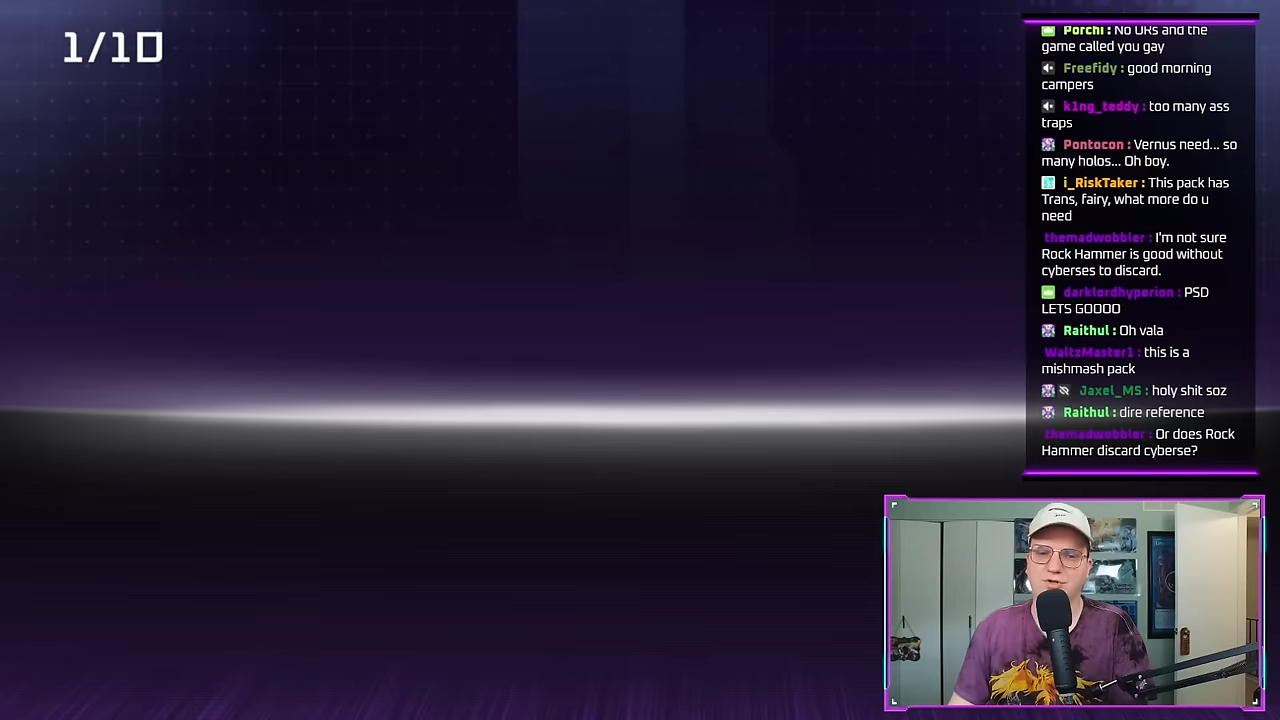 1/10
Porchi : No URs and the
game called you gay
Freefidy : good morning
campers
k1ng_teddy : too many ass
traps
Pontocon : Vernus need... so
many holos... Oh boy.
i_RiskTaker : This pack has
Trans, fairy, what more do u
need
themadwobbler : I'm not sure
Rock Hammer is good without
cyberses to discard.
darklordhyperion : PSD
LETS GOOOO
Raithul : Oh vala
WaltzMaster1 : this is a
mishmash pack
Jaxel_MS : holy shit soz
Raithul : dire reference
themadwobbler : Or does Rock
Hammer discard cyberse?